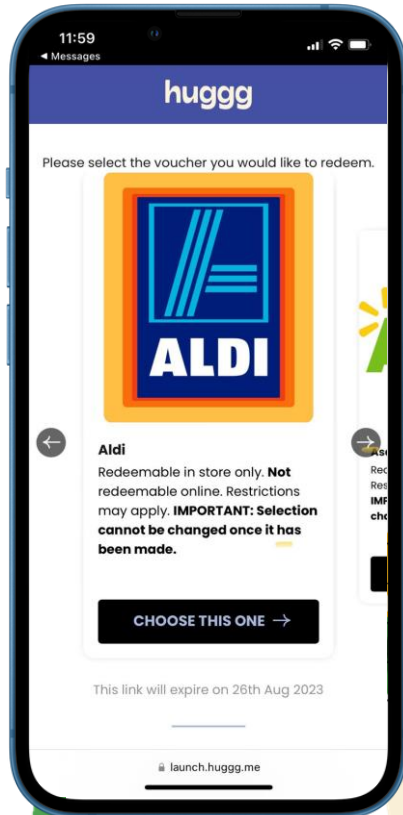 11:59
◀ Messages
huggg
Please select the voucher you would like to redeem.
ALDI
Aldi
Redeemable in store only. Not
redeemable online. Restrictions
may apply. IMPORTANT: Selection
cannot be changed once it has
been made.
CHOOSE THIS ONE →
This link will expire on 26th Aug 2023
launch.huggg.me